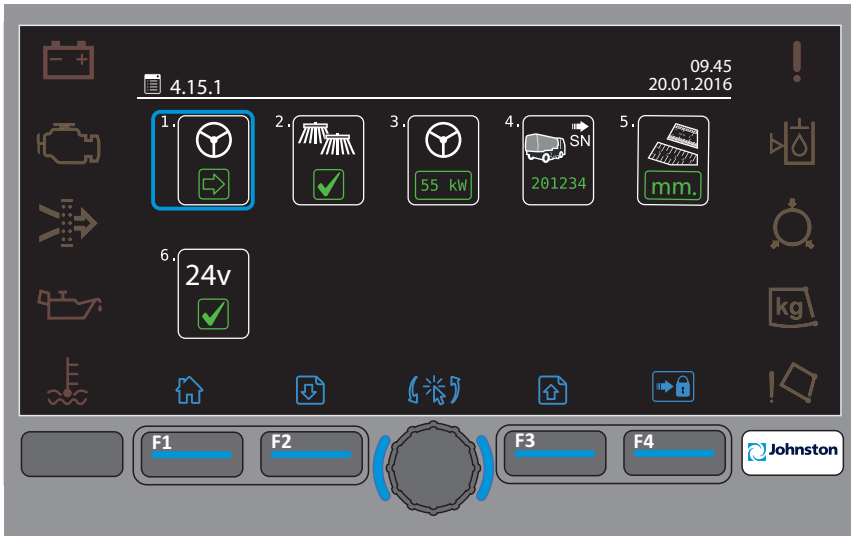 09.45
4.15.1
20.01.2016
1.
2.
3.
4.
5.
SN
55 kW
201234
mm.
6.
24v
kg
F1
F2
F3
F4
Johnston